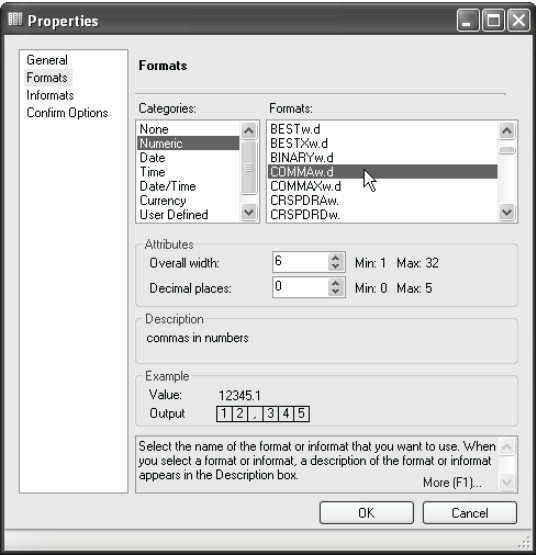 Properties
General
Formats
Informats
Confirm Options
Formats
Categories:
None
Numeric
Date
Time
Date/Time
Currency
User Defined
Formats:
BESTw.d
BESTXw.d
BINARYw.d
COMMAw.d
COMMAXw.d
CRSPDRAw.
CRSPDRDw.
Attributes
Overall width: 6 Min: 1 Max: 32
Decimal places: 0 Min: 0 Max: 5
Description
commas in numbers
Example
Value: 12345.1
Output 12,345
Select the name of the format or informat that you want to use. When
you select a format or informat, a description of the format or informat
appears in the Description box.
More (F1)...
OK Cancel